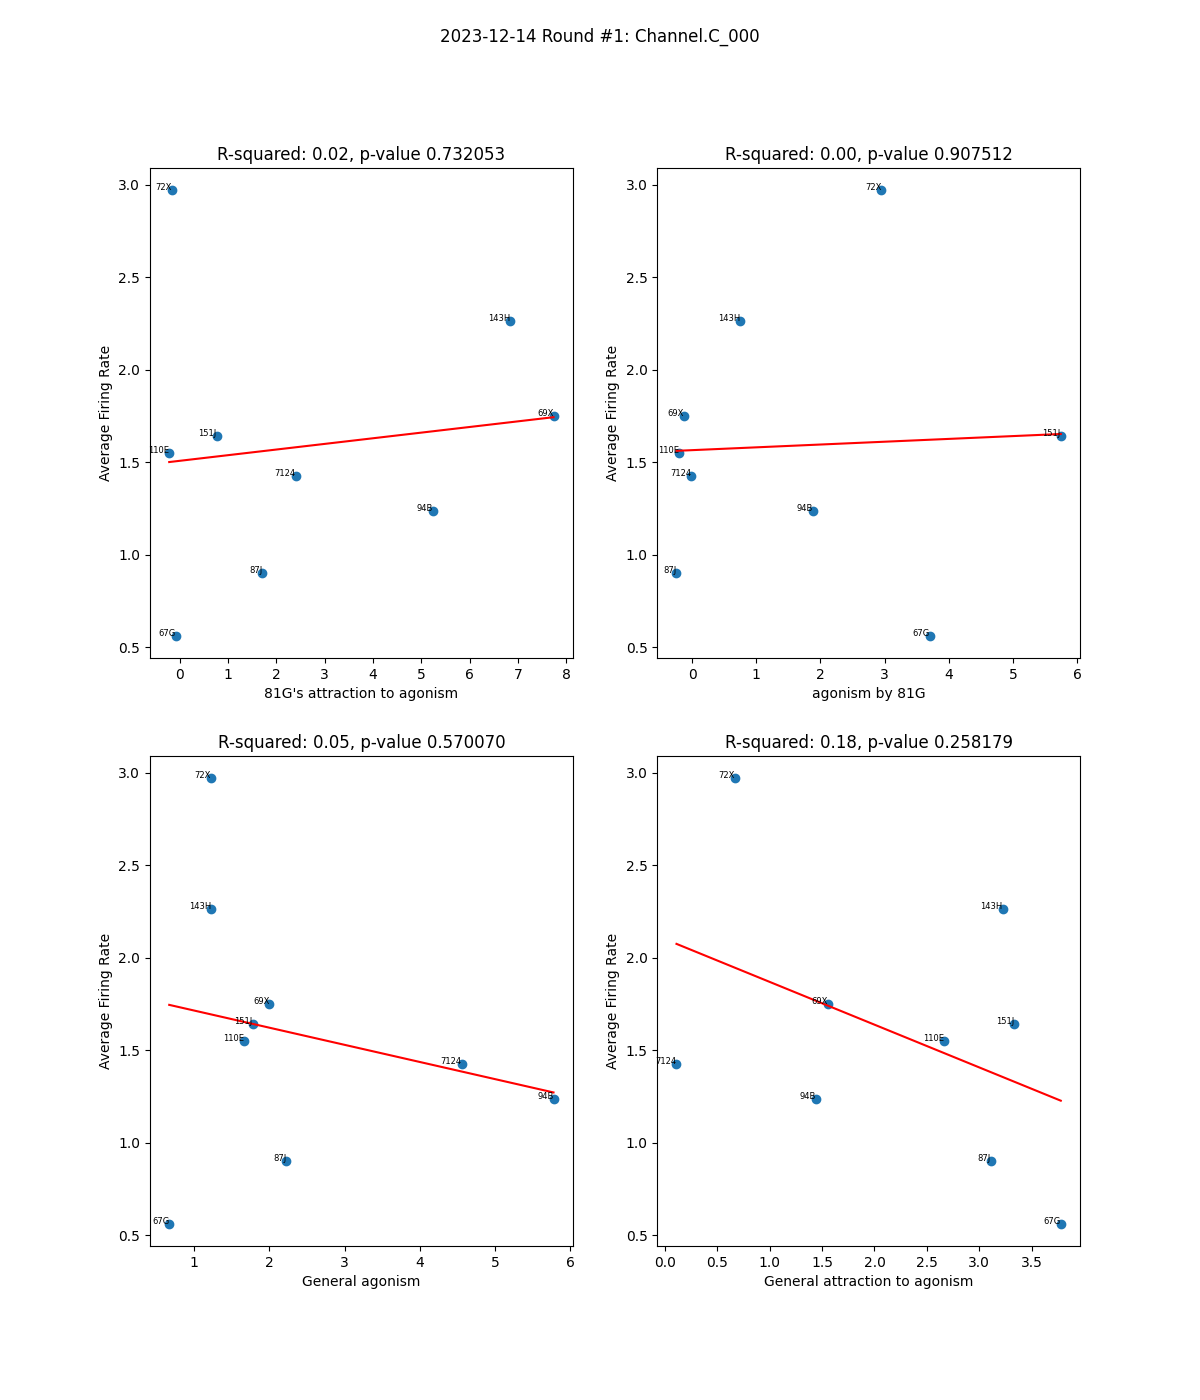 2023-12-14 Round #1: Channel.C_000
R-squared: 0.02, p-value 0.732053
3.0
2.5
2.0
1.5
1.0
0.5
Average Firing Rate
72X
143H
69X
151J
110E
7124
94B
87J
67G
0 1 2 3 4 5 6 7 8
81G's attraction to agonism
R-squared: 0.00, p-value 0.907512
3.0
2.5
2.0
1.5
1.0
0.5
Average Firing Rate
72X
143H
69X
151J
110E
7124
94B
87J
67G
0 1 2 3 4 5 6
agonism by 81G
R-squared: 0.05, p-value 0.570070
3.0
2.5
2.0
1.5
1.0
0.5
Average Firing Rate
72X
143H
69X
151J
110E
7124
94B
87J
67G
1 2 3 4 5 6
General agonism
R-squared: 0.18, p-value 0.258179
3.0
2.5
2.0
1.5
1.0
0.5
Average Firing Rate
72X
143H
69X
151J
110E
7124
94B
87J
67G
0.0 0.5 1.0 1.5 2.0 2.5 3.0 3.5
General attraction to agonism